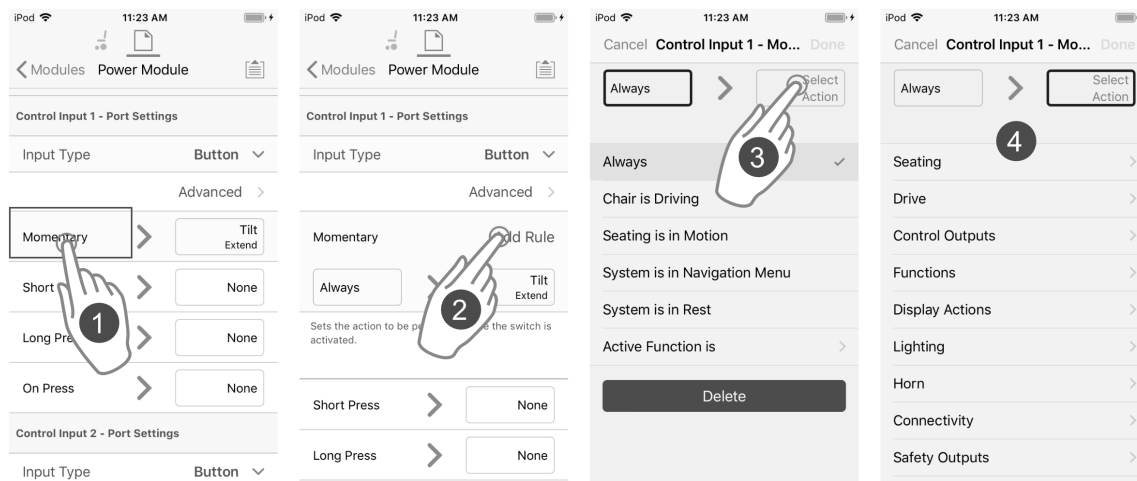 iPod 11:23 AM
Modules Power Module
Control Input 1 - Port Settings
Input Type Button
Advanced
Momentary Tilt
Extend
Short None
Long Pre None
On Press None
Control Input 2 - Port Settings
Input Type Button
1
iPod 11:23 AM
Modules Power Module
Control Input 1 - Port Settings
Input Type Button
Advanced
Momentary Add Rule
Always Tilt
Extend
Sets the action to be pe the switch is
activated.
Short Press None
Long Press None
2
iPod 11:23 AM
Cancel Control Input 1 - Mo... Done
Always Select
Action
Always
Chair is Driving
Seating is in Motion
System is in Navigation Menu
System is in Rest
Active Function is
Delete
3
iPod 11:23 AM
Cancel Control Input 1 - Mo... Done
Always Select
Action
4
Seating
Drive
Control Outputs
Functions
Display Actions
Lighting
Horn
Connectivity
Safety Outputs